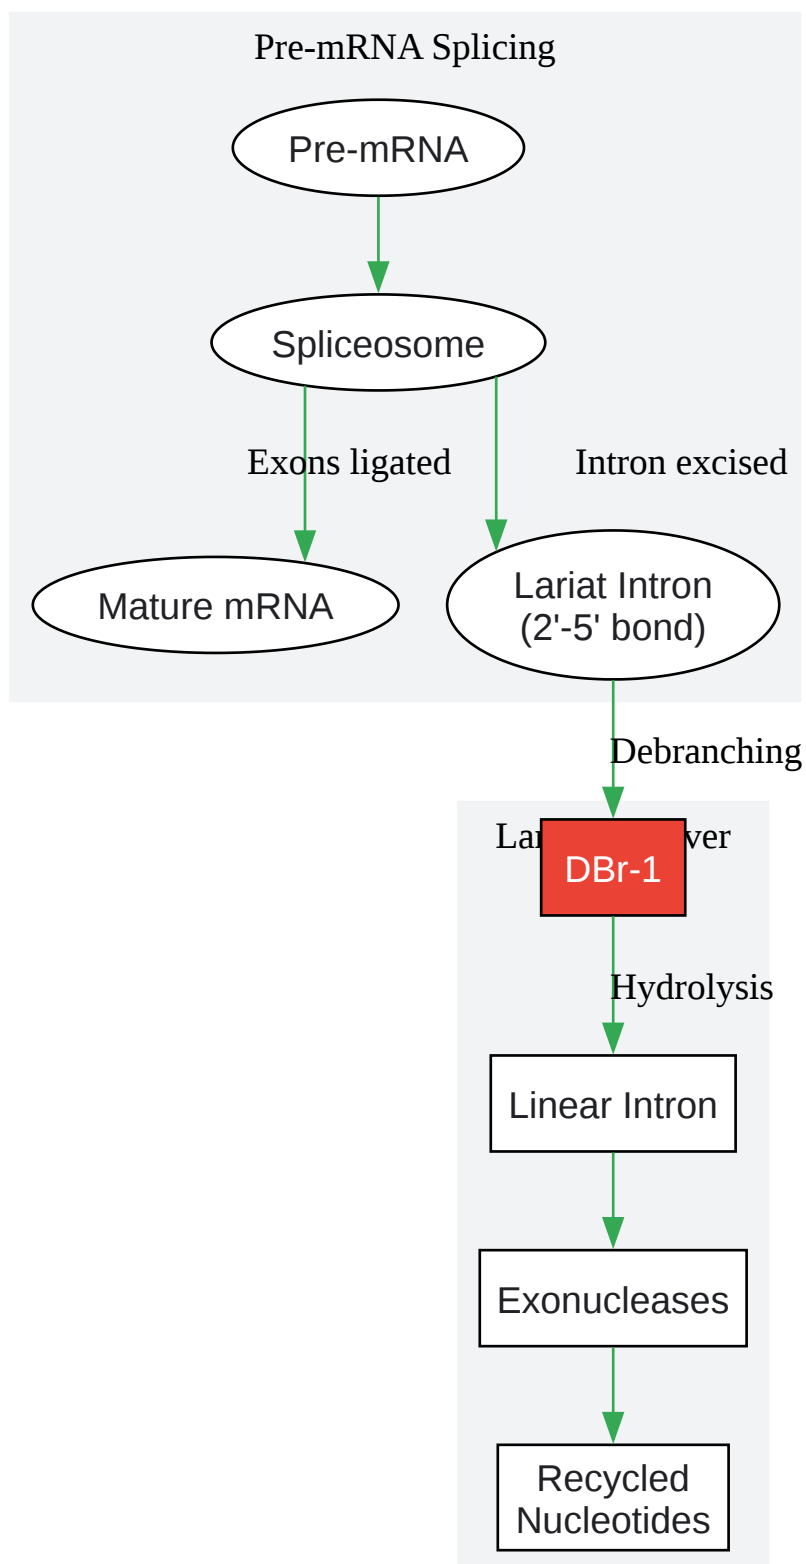 Pre-mRNA Splicing
Pre-mRNA
Spliceosome
Exons ligated
Intron excised
Mature mRNA
Lariat Intron
(2'-5' bond)
Debranching
DBr-1
Hydrolysis
Linear Intron
Exonucleases
Recycled
Nucleotides